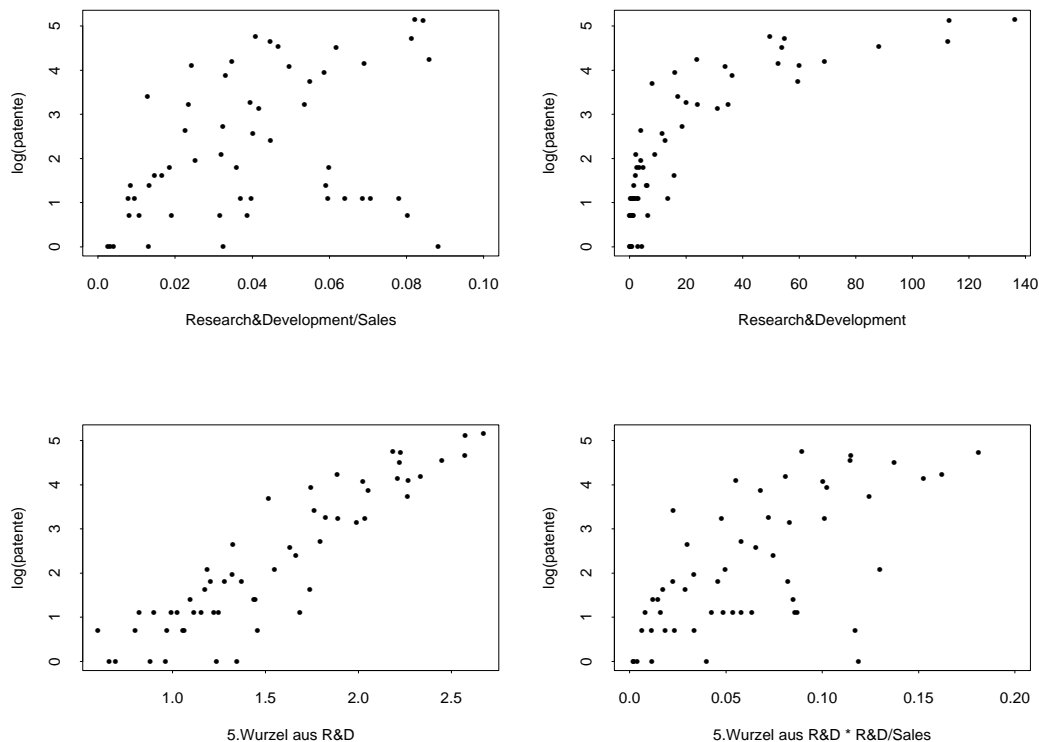 log(patente)
5
4
3
2
1
0
0.0 0.02 0.04 0.06 0.08 0.10
Research&Development/Sales
log(patente)
5
4
3
2
1
0
0 20 40 60 80 100 120 140
Research&Development
log(patente)
5
4
3
2
1
0
1.0 1.5 2.0 2.5
5.Wurzel aus R&D
log(patente)
5
4
3
2
1
0
0.0 0.05 0.10 0.15 0.20
5.Wurzel aus R&D * R&D/Sales